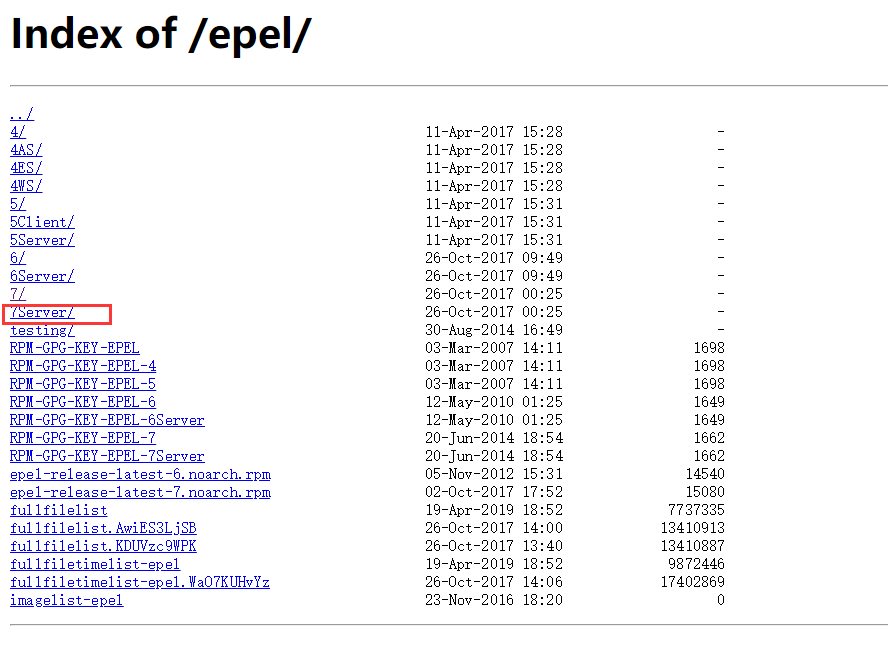 Index of /epel/
../
4/ 11-Apr-2017 15:28 -
4AS/ 11-Apr-2017 15:28 -
4ES/ 11-Apr-2017 15:28 -
4WS/ 11-Apr-2017 15:28 -
5/ 11-Apr-2017 15:31 -
5Client/ 11-Apr-2017 15:31 -
5Server/ 11-Apr-2017 15:31 -
6/ 26-Oct-2017 09:49 -
6Server/ 26-Oct-2017 09:49 -
7/ 26-Oct-2017 00:25 -
7Server/ 26-Oct-2017 00:25 -
testing/ 30-Aug-2014 16:49 -
RPM-GPG-KEY-EPEL 03-Mar-2007 14:11 1698
RPM-GPG-KEY-EPEL-4 03-Mar-2007 14:11 1698
RPM-GPG-KEY-EPEL-5 03-Mar-2007 14:11 1698
RPM-GPG-KEY-EPEL-6 12-May-2010 01:25 1649
RPM-GPG-KEY-EPEL-6Server 12-May-2010 01:25 1649
RPM-GPG-KEY-EPEL-7 20-Jun-2014 18:54 1662
RPM-GPG-KEY-EPEL-7Server 20-Jun-2014 18:54 1662
epel-release-latest-6.noarch.rpm 05-Nov-2012 15:31 14540
epel-release-latest-7.noarch.rpm 02-Oct-2017 17:52 15080
fullfilelist 19-Apr-2019 18:52 7737335
fullfilelist.AwiES3LjSB 26-Oct-2017 14:00 13410913
fullfilelist.KDUVzc9WPK 26-Oct-2017 13:40 13410887
fullfiletimelist-epel 19-Apr-2019 18:52 9872446
fullfiletimelist-epel.WaO7KUHvYz 26-Oct-2017 14:06 17402869
imagelist-epel 23-Nov-2016 18:20 0